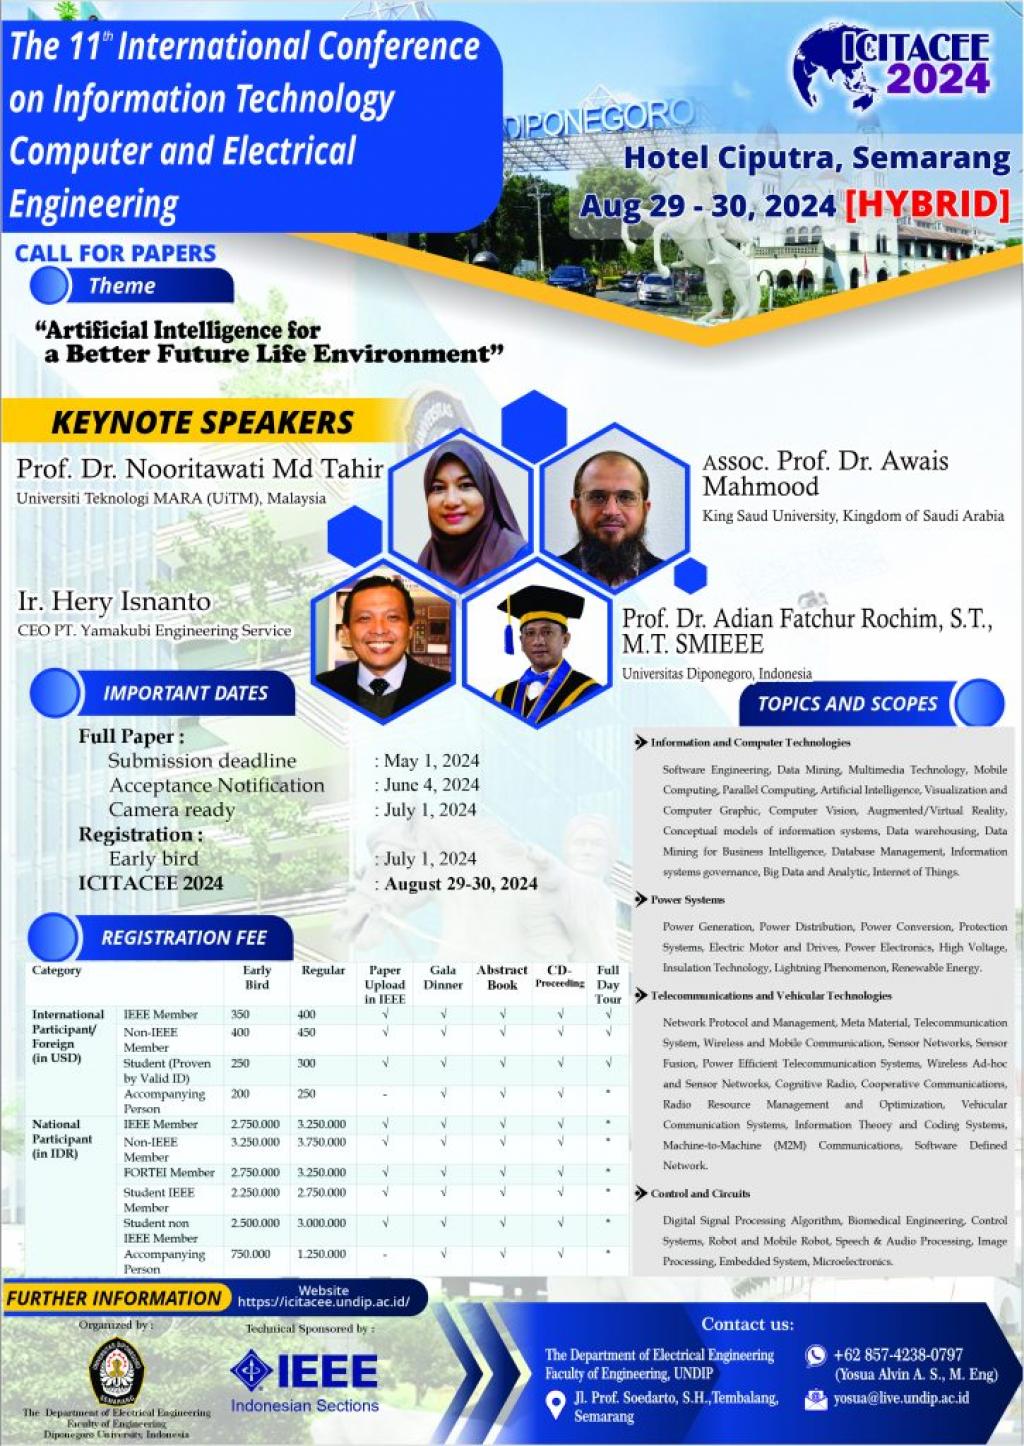 The 11th International Conference
on Information Technology
Computer and Electrical
Engineering
ICITACEE
2024
DIPONEGORO
Hotel Ciputra, Semarang
Aug 29 - 30, 2024 [HYBRID]
CALL FOR PAPERS
Theme
“Artificial Intelligence for
a Better Future Life Environment”
KEYNOTE SPEAKERS
Prof. Dr. Nooritawati Md Tahir
Universiti Teknologi MARA (UiTM), Malaysia
Assoc. Prof. Dr. Awais
Mahmood
King Saud University, Kingdom of Saudi Arabia
Ir. Hery Isnanto
CEO PT. Yamakubi Engineering Service
Prof. Dr. Adian Fatchur Rochim, S.T.,
M.T. SMIEEE
Universitas Diponegoro, Indonesia
IMPORTANT DATES
Full Paper :
Submission deadline : May 1, 2024
Acceptance Notification : June 4, 2024
Camera ready : July 1, 2024
Registration :
Early bird : July 1, 2024
ICITACEE 2024 : August 29-30, 2024
REGISTRATION FEE
Category Early Bird Regular Paper Upload in IEEE Gala Dinner Abstract Book CD-Proceeding Full Day Tour
International Participant/ Foreign (in USD)
IEEE Member 350 400 √ √ √ √ √
Non-IEEE Member 400 450 √ √ √ √ √
Student (Proven by Valid ID) 250 300 √ √ √ √ √
Accompanying Person 200 250 - √ √ √ *
National Participant (in IDR)
IEEE Member 2.750.000 3.250.000 √ √ √ √ *
Non-IEEE Member 3.250.000 3.750.000 √ √ √ √ *
FORTEI Member 2.750.000 3.250.000 √ √ √ √ *
Student IEEE Member 2.250.000 2.750.000 √ √ √ √ *
Student non IEEE Member 2.500.000 3.000.000 √ √ √ √ *
Accompanying Person 750.000 1.250.000 - √ √ √ *
TOPICS AND SCOPES
Information and Computer Technologies
Software Engineering, Data Mining, Multimedia Technology, Mobile
Computing, Parallel Computing, Artificial Intelligence, Visualization and
Computer Graphic, Computer Vision, Augmented/Virtual Reality,
Conceptual models of information systems, Data warehousing, Data
Mining for Business Intelligence, Database Management, Information
systems governance, Big Data and Analytic, Internet of Things.
Power Systems
Power Generation, Power Distribution, Power Conversion, Protection
Systems, Electric Motor and Drives, Power Electronics, High Voltage,
Insulation Technology, Lightning Phenomenon, Renewable Energy.
Telecommunications and Vehicular Technologies
Network Protocol and Management, Meta Material, Telecommunication
System, Wireless and Mobile Communication, Sensor Networks, Sensor
Fusion, Power Efficient Telecommunication Systems, Wireless Ad-hoc
and Sensor Networks, Cognitive Radio, Cooperative Communications,
Radio Resource Management and Optimization, Vehicular
Communication Systems, Information Theory and Coding Systems,
Machine-to-Machine (M2M) Communications, Software Defined
Network.
Control and Circuits
Digital Signal Processing Algorithm, Biomedical Engineering, Control
Systems, Robot and Mobile Robot, Speech & Audio Processing, Image
Processing, Embedded System, Microelectronics.
FURTHER INFORMATION
Website
https://icitacee.undip.ac.id/
Organized by :
The Department of Electrical Engineering
Faculty of Engineering
Diponegoro University, Indonesia
Technical Sponsored by :
IEEE
Indonesian Sections
Contact us:
The Department of Electrical Engineering
Faculty of Engineering, UNDIP
Jl. Prof. Soedarto, S.H.,Tembalang,
Semarang
+62 857-4238-0797
(Yosua Alvin A. S., M. Eng)
yosua@live.undip.ac.id